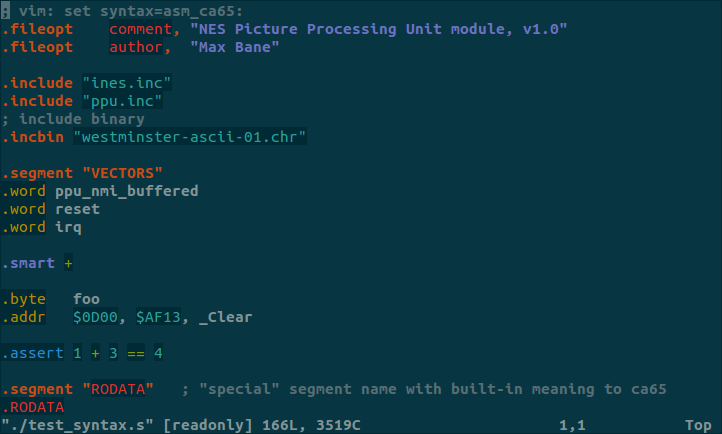 ; vim: set syntax=asm_ca65:
.fileopt    comment, "NES Picture Processing Unit module, v1.0"
.fileopt    author,  "Max Bane"
.include "ines.inc"
.include "ppu.inc"
; include binary
.incbin "westminster-ascii-01.chr"
.segment "VECTORS"
.word ppu_nmi_buffered
.word reset
.word irq
.smart +
.byte   foo
.addr   $0D00, $AF13, _Clear
.assert 1 + 3 == 4
.segment "RODATA"   ; "special" segment name with built-in meaning to ca65
.RODATA
"./test_syntax.s" [readonly] 166L, 3519C                      1,1           Top